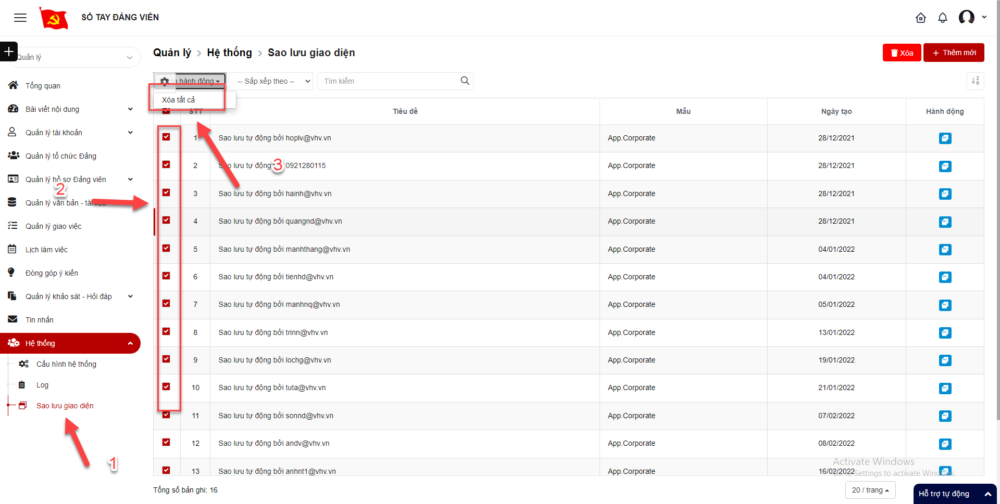 SỔ TAY ĐẢNG VIÊN
Quản lý
Quản lý > Hệ thống > Sao lưu giao diện
Xóa
+ Thêm mới
hành động
-- Sắp xếp theo --
Tìm kiếm
Xóa tất cả
Tổng quan
Bài viết nội dung
Quản lý tài khoản
Quản lý tổ chức Đảng
Quản lý hồ sơ Đảng viên
2
Quản lý văn bản - tài liệu
Quản lý giao việc
Lịch làm việc
Đóng góp ý kiến
Quản lý khảo sát - Hỏi đáp
Tin nhắn
Hệ thống
Cấu hình hệ thống
Log
Sao lưu giao diện
1
STT Tiêu đề Mẫu Ngày tạo Hành động
1 Sao lưu tự động bởi hoplv@vhv.vn App.Corporate 28/12/2021
3
2 Sao lưu tự động 0921280115 App.Corporate 28/12/2021
3 Sao lưu tự động bởi hainh@vhv.vn App.Corporate 28/12/2021
4 Sao lưu tự động bởi quangnd@vhv.vn App.Corporate 28/12/2021
5 Sao lưu tự động bởi manhthang@vhv.vn App.Corporate 04/01/2022
6 Sao lưu tự động bởi tienhd@vhv.vn App.Corporate 04/01/2022
7 Sao lưu tự động bởi manhnq@vhv.vn App.Corporate 05/01/2022
8 Sao lưu tự động bởi trinn@vhv.vn App.Corporate 13/01/2022
9 Sao lưu tự động bởi lochg@vhv.vn App.Corporate 19/01/2022
10 Sao lưu tự động bởi tuta@vhv.vn App.Corporate 21/01/2022
11 Sao lưu tự động bởi sonnd@vhv.vn App.Corporate 07/02/2022
12 Sao lưu tự động bởi andv@vhv.vn App.Corporate 08/02/2022
13 Sao lưu tự động bởi anhnt1@vhv.vn App.Corporate 16/02/2022
Activate Windows
Go to Settings to activate Windows.
Tổng số bản ghi: 16
20 / trang
Hỗ trợ tự động